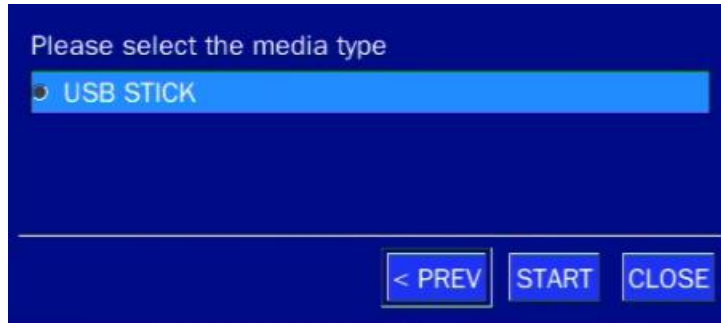 Please select the media type
USB STICK
< PREV START CLOSE